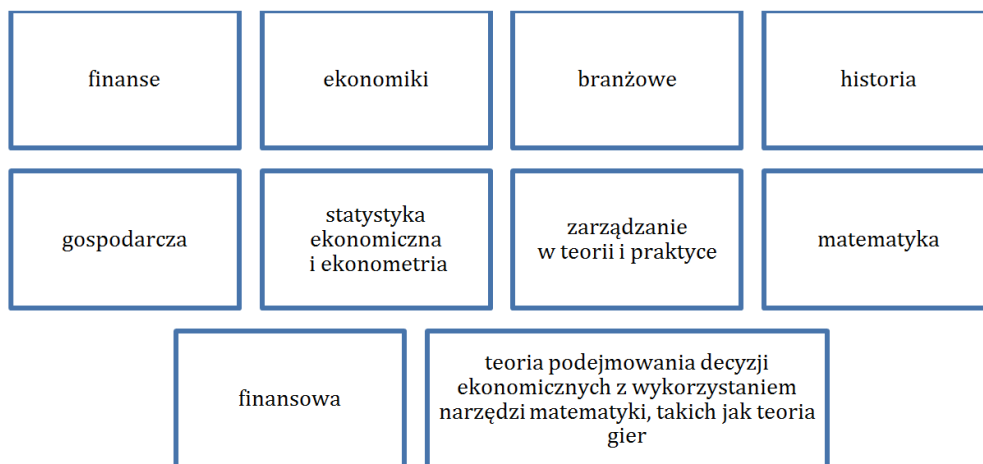 finanse
ekonomiki
branżowe
historia
gospodarcza
statystyka
ekonomiczna
i ekonometria
zarządzanie
w teorii i praktyce
matematyka
finansowa
teoria podejmowania decyzji
ekonomicznych z wykorzystaniem
narzędzi matematyki, takich jak teoria
gier